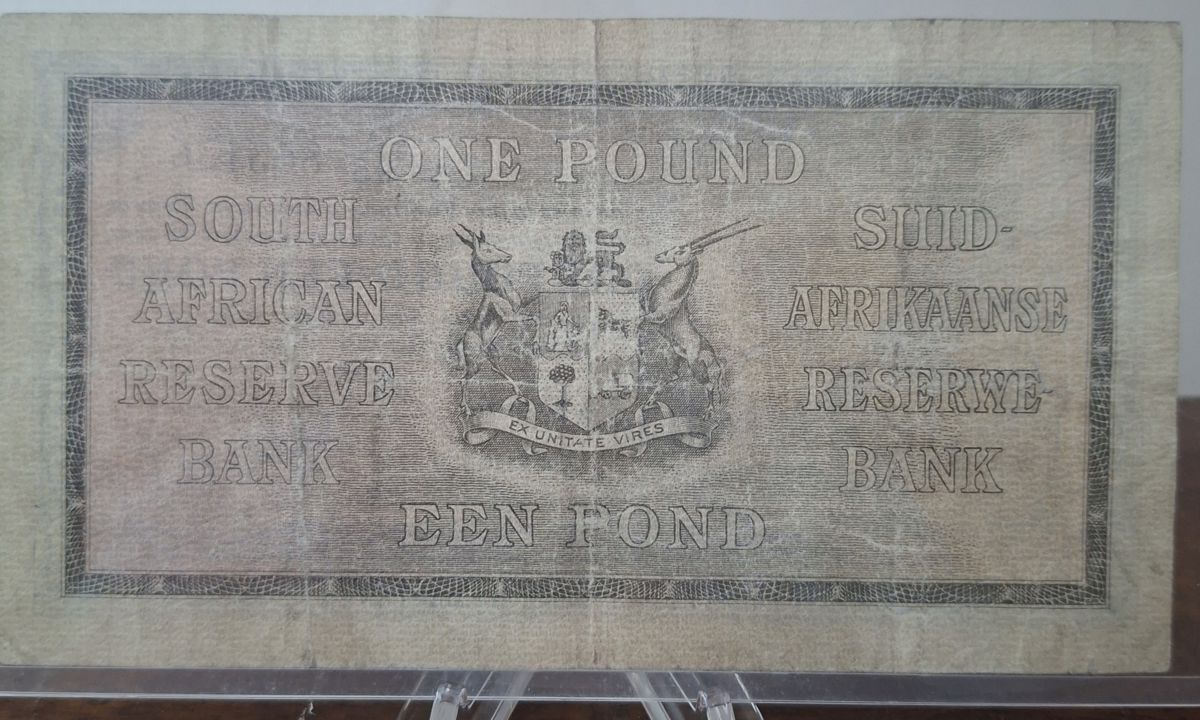 ONE POUND
SOUTH
AFRICAN
RESERVE
BANK
SUID-
AFRIKAANSE
RESERWE-
BANK
EX UNITATE VIRES
EEN POND